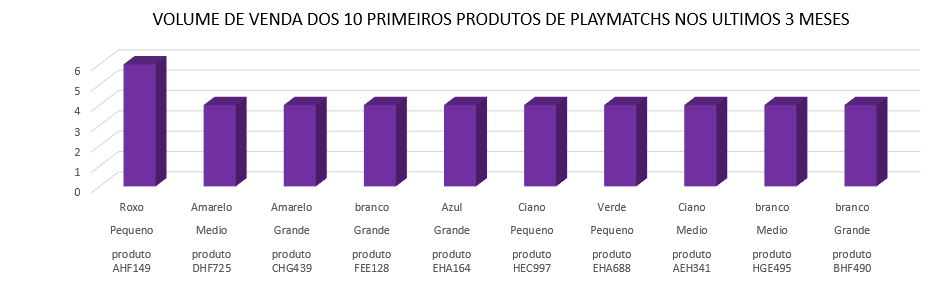 VOLUME DE VENDA DOS 10 PRIMEIROS PRODUTOS DE PLAYMATCHS NOS ULTIMOS 3 MESES
6
5
4
3
2
1
0
Roxo Amarelo Amarelo branco Azul Ciano Verde Ciano branco branco
Pequeno Medio Grande Grande Grande Pequeno Pequeno Medio Medio Grande
produto produto produto produto produto produto produto produto produto produto
AHF149 DHF725 CHG439 FEE128 EHA164 HEC997 EHA688 AEH341 HGE495 BHF490